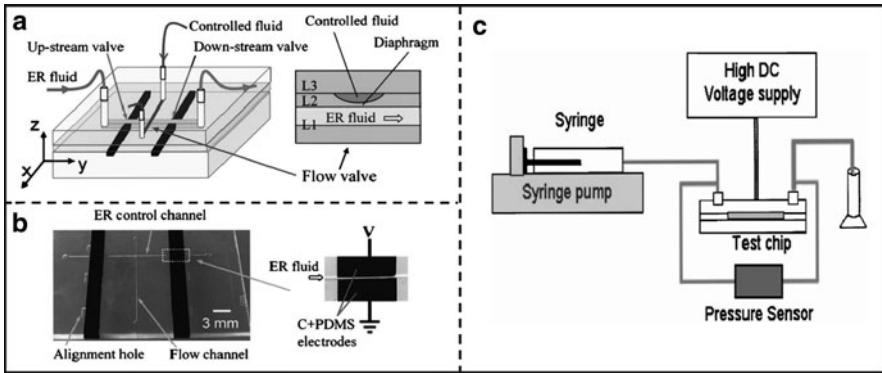 a
Controlled fluid
Up-stream valve
Down-stream valve
ER fluid
z
y
x
Flow valve
Controlled fluid
Diaphragm
L3
L2
L1
ER fluid
b
ER control channel
3 mm
Alignment hole
Flow channel
V
ER fluid
C+PDMS
electrodes
c
High DC
Voltage supply
Syringe
Syringe pump
Test chip
Pressure Sensor